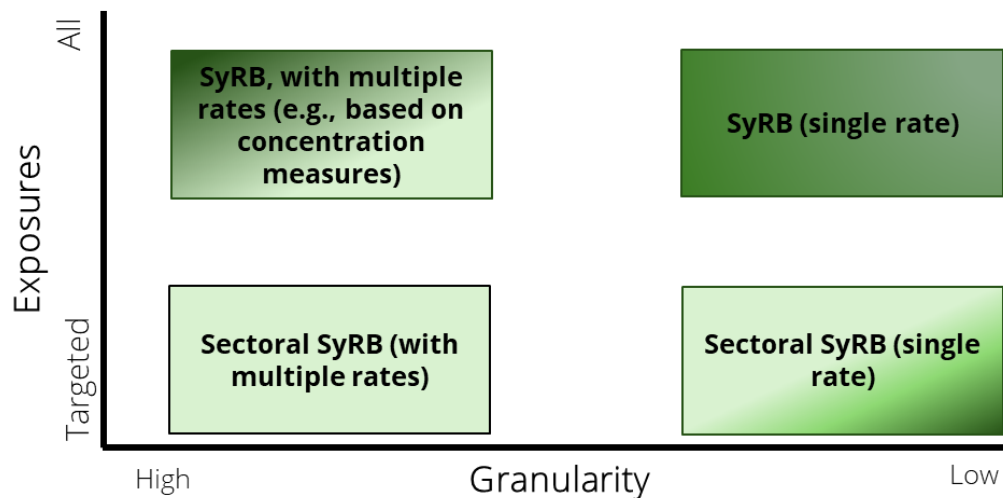 All
SyRB, with multiple
rates (e.g., based on
concentration
measures)
SyRB (single rate)
Exposures
Sectoral SyRB (with
multiple rates)
Sectoral SyRB (single
rate)
Targeted
High
Granularity
Low